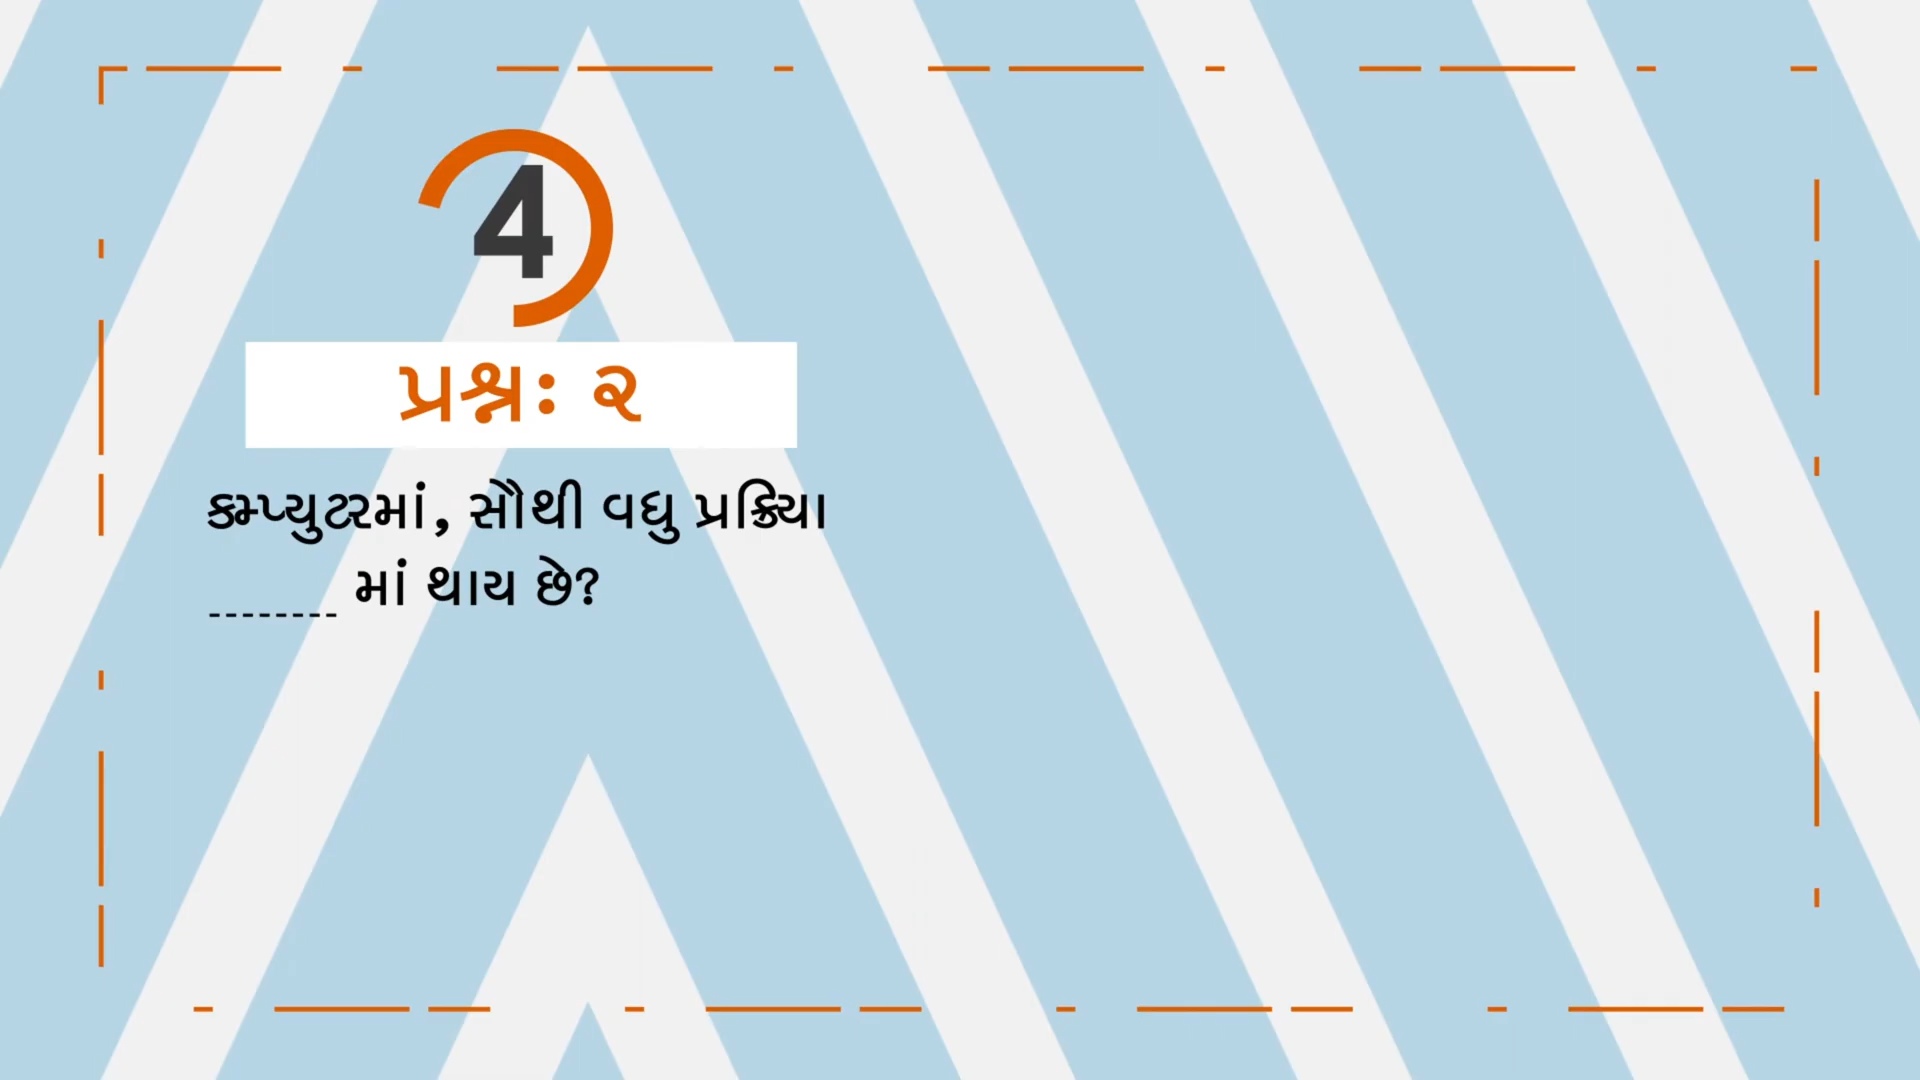 4
પ્રશ્નઃ ૨
કમ્પ્યુટરમાં, સૌથી વધુ પ્રક્રિયા
-------- માં થાય છે?